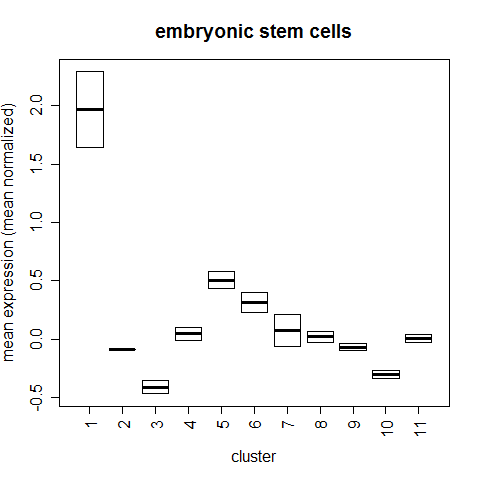 embryonic stem cells
mean expression (mean normalized)
2.0
1.5
1.0
0.5
0.0
-0.5
1 2 3 4 5 6 7 8 9 10 11
cluster